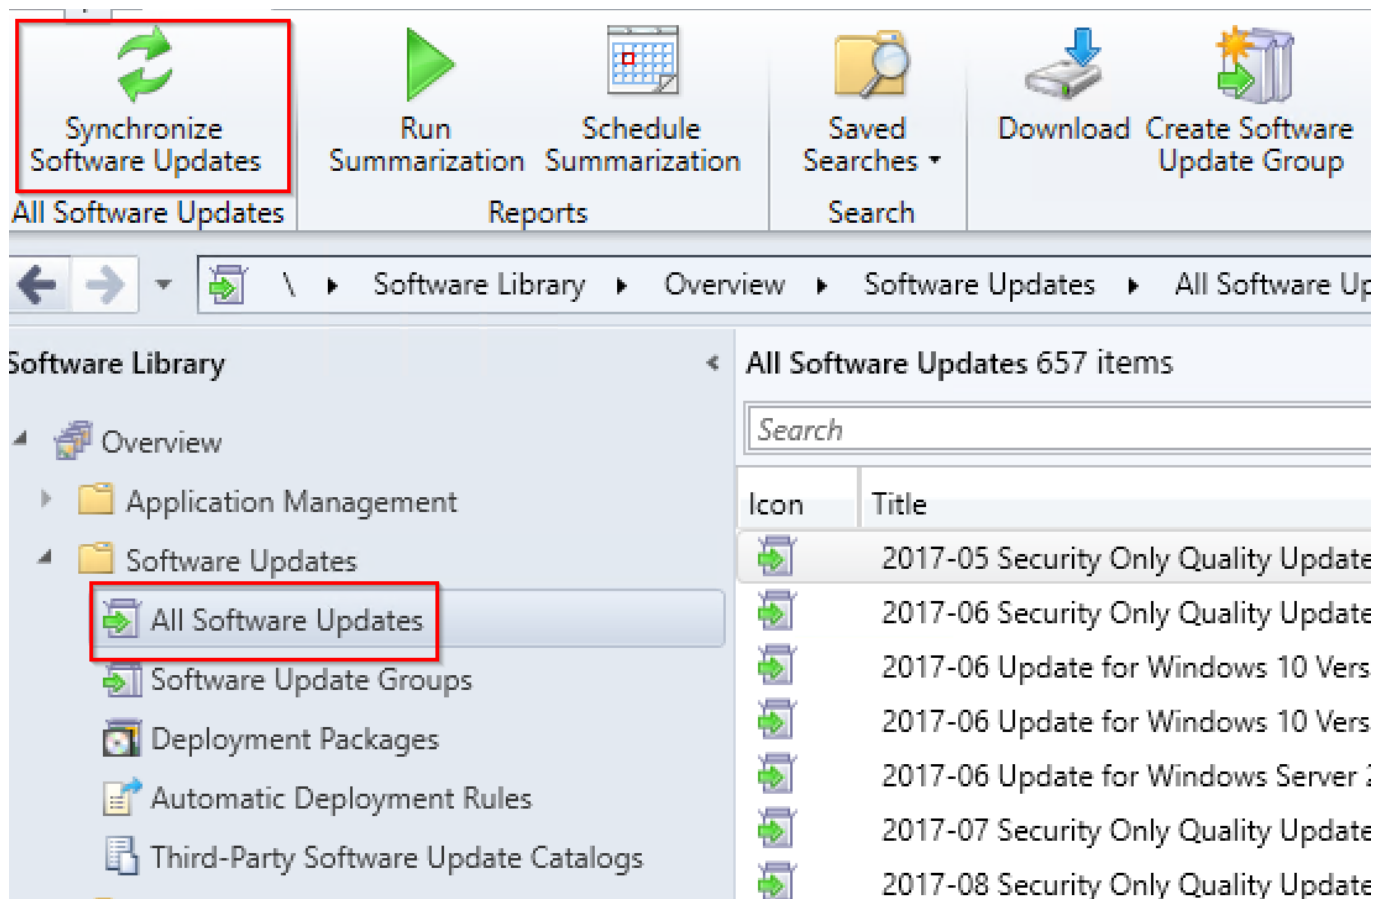 Synchronize
Software Updates
Run
Summarization
Schedule
Summarization
Saved
Searches
Download
Create Software
Update Group
All Software Updates
Reports
Search
\ Software Library Overview Software Updates All Software Up
Software Library
All Software Updates 657 items
Search
Overview
Application Management
Icon Title
Software Updates
2017-05 Security Only Quality Update
All Software Updates
2017-06 Security Only Quality Update
Software Update Groups
2017-06 Update for Windows 10 Vers
Deployment Packages
2017-06 Update for Windows 10 Vers
Automatic Deployment Rules
2017-06 Update for Windows Server
Third-Party Software Update Catalogs
2017-07 Security Only Quality Update
2017-08 Security Only Quality Update